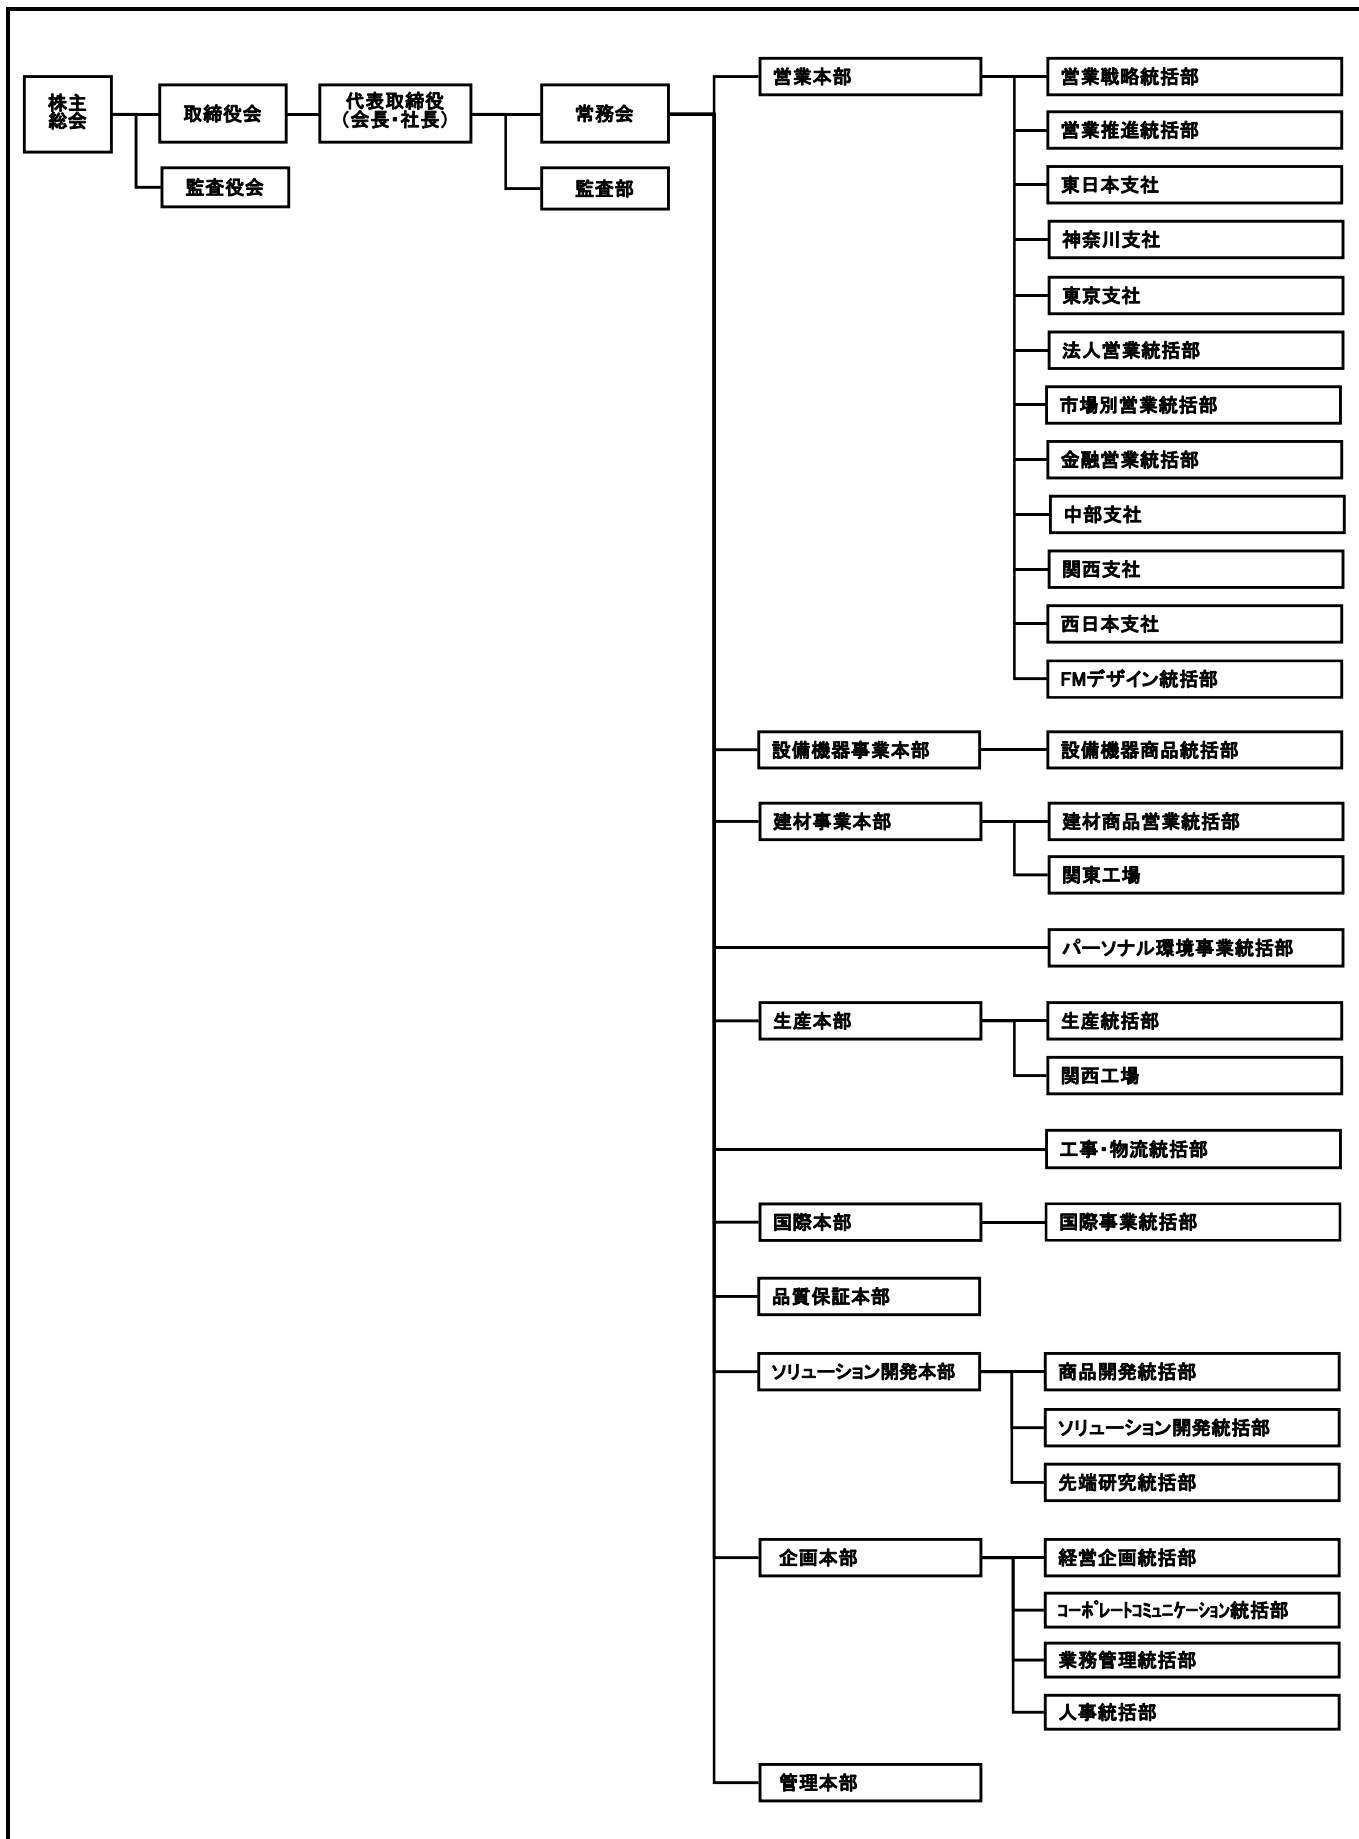 株主
総会
取締役会
監査役会
代表取締役
（会長・社長）
常務会
監査部
営業本部
営業戦略統括部
営業推進統括部
東日本支社
神奈川支社
東京支社
法人営業統括部
市場別営業統括部
金融営業統括部
中部支社
関西支社
西日本支社
FMデザイン統括部
設備機器事業本部
設備機器商品統括部
建材事業本部
建材商品営業統括部
関東工場
パーソナル環境事業統括部
生産本部
生産統括部
関西工場
工事・物流統括部
国際本部
国際事業統括部
品質保証本部
ソリューション開発本部
商品開発統括部
ソリューション開発統括部
先端研究統括部
企画本部
経営企画統括部
コーポレートコミュニケーション統括部
業務管理統括部
人事統括部
管理本部